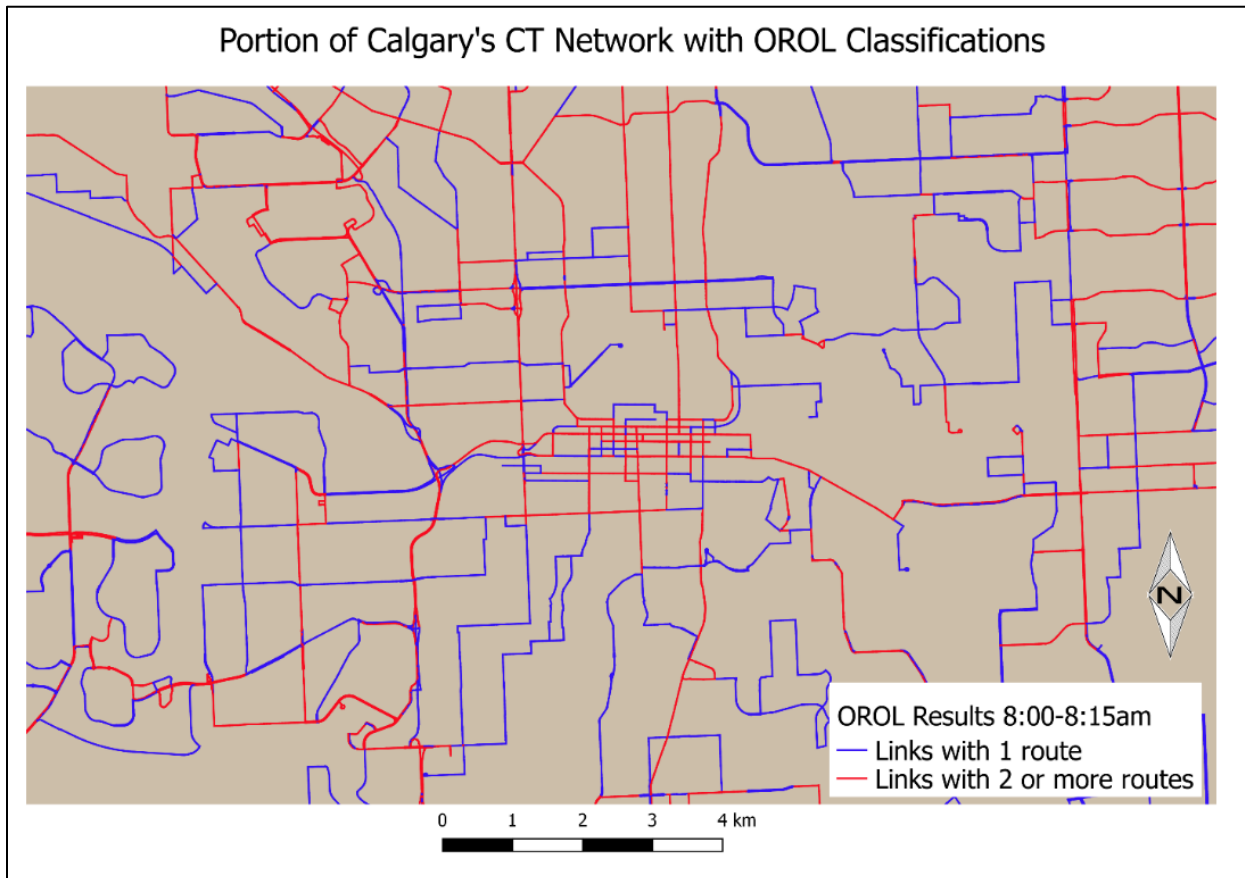 Portion of Calgary's CT Network with OROL Classifications
N
OROL Results 8:00-8:15am
Links with 1 route
Links with 2 or more routes
0 1 2 3 4 km